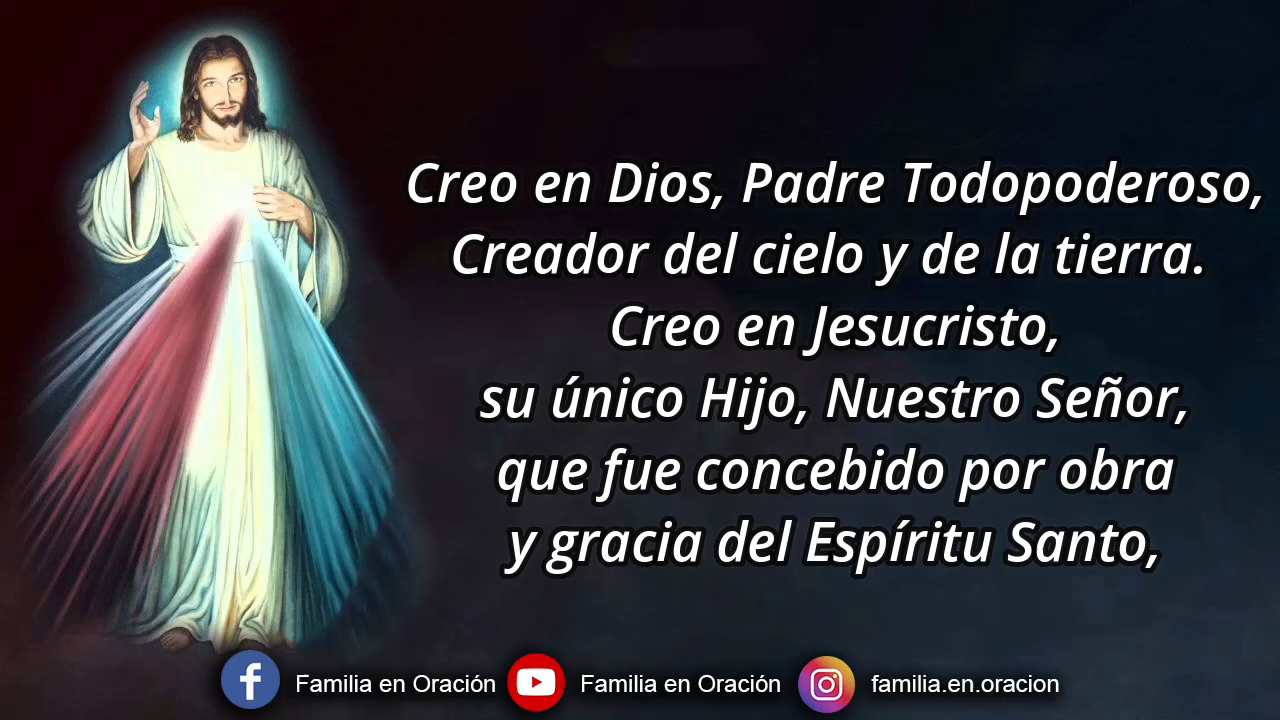 Creo en Dios, Padre Todopoderoso,
Creador del cielo y de la tierra.
Creo en Jesucristo,
su único Hijo, Nuestro Señor,
que fue concebido por obra
y gracia del Espíritu Santo,
Familia en Oración Familia en Oración familia.en.oracion